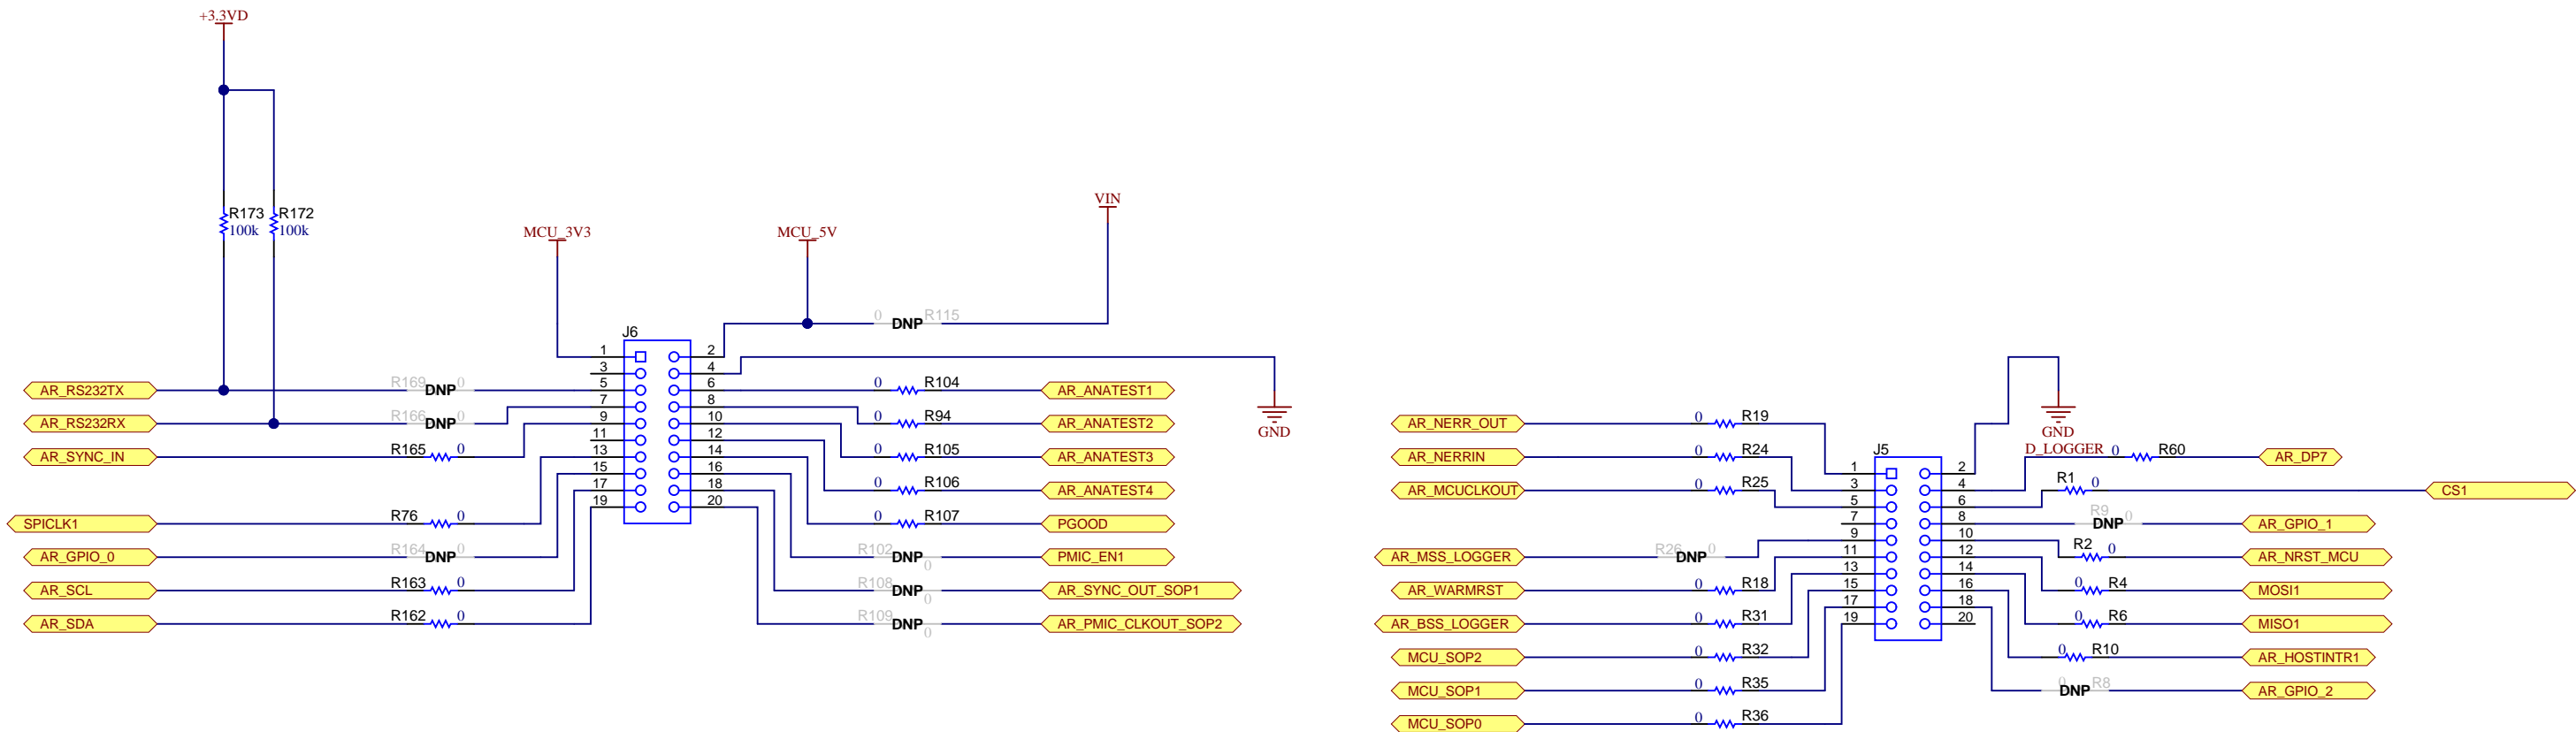 +3.3VD
R173
R172
100k
100k
MCU_3V3
MCU_5V
VIN
0
DNP
R115
J6
1
2
3
4
5
6
7
8
9
10
11
12
13
14
15
16
17
18
19
20
AR_RS232TX
R169
DNP
0
AR_RS232RX
R166
DNP
0
AR_SYNC_IN
R165
0
SPICLK1
R76
0
AR_GPIO_0
R164
DNP
0
AR_SCL
R163
0
AR_SDA
R162
0
0
R104
AR_ANATEST1
0
R94
AR_ANATEST2
0
R105
AR_ANATEST3
0
R106
AR_ANATEST4
0
R107
PGOOD
R102
DNP
0
PMIC_EN1
R108
DNP
0
AR_SYNC_OUT_SOP1
R109
DNP
0
AR_PMIC_CLKOUT_SOP2
GND
AR_NERR_OUT
0
R19
AR_NERRIN
0
R24
AR_MCUCLKOUT
0
R25
AR_MSS_LOGGER
R26
DNP
0
AR_WARMRST
0
R18
AR_BSS_LOGGER
0
R31
MCU_SOP2
0
R32
MCU_SOP1
0
R35
MCU_SOP0
0
R36
J5
1
2
3
4
5
6
7
8
9
10
11
12
13
14
15
16
17
18
19
20
GND
D_LOGGER
0
R60
AR_DP7
R1
0
CS1
R9
DNP
0
AR_GPIO_1
R2
0
AR_NRST_MCU
0
R4
MOSI1
0
R6
MISO1
0
R10
AR_HOSTINTR1
0
DNP
R8
AR_GPIO_2